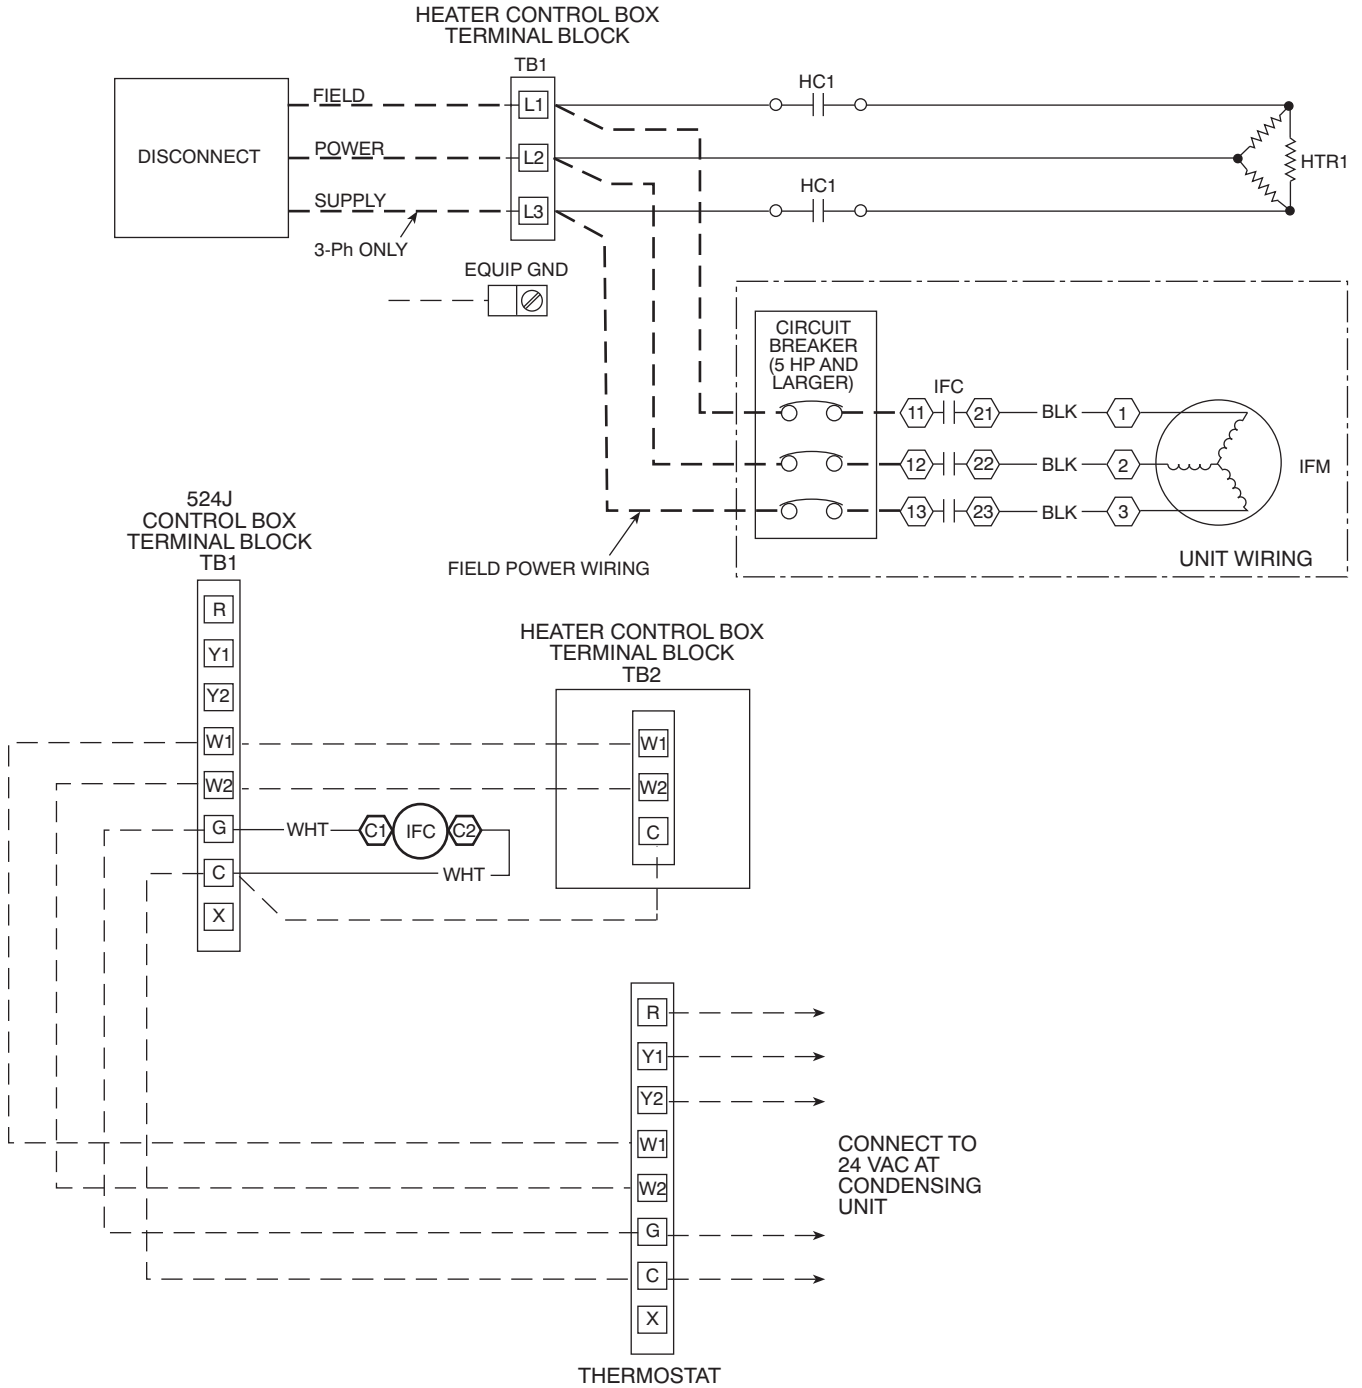 HEATER CONTROL BOX
TERMINAL BLOCK
TB1
DISCONNECT
FIELD
POWER
SUPPLY
3-Ph ONLY
L1
L2
L3
HC1
HC1
HTR1
EQUIP GND
CIRCUIT
BREAKER
(5 HP AND
LARGER)
IFC
11
21
BLK
1
12
22
BLK
2
13
23
BLK
3
IFM
UNIT WIRING
FIELD POWER WIRING
524J
CONTROL BOX
TERMINAL BLOCK
TB1
R
Y1
Y2
W1
W2
G
C
X
WHT
C1
IFC
C2
WHT
HEATER CONTROL BOX
TERMINAL BLOCK
TB2
W1
W2
C
R
Y1
Y2
W1
W2
G
C
X
THERMOSTAT
CONNECT TO
24 VAC AT
CONDENSING
UNIT